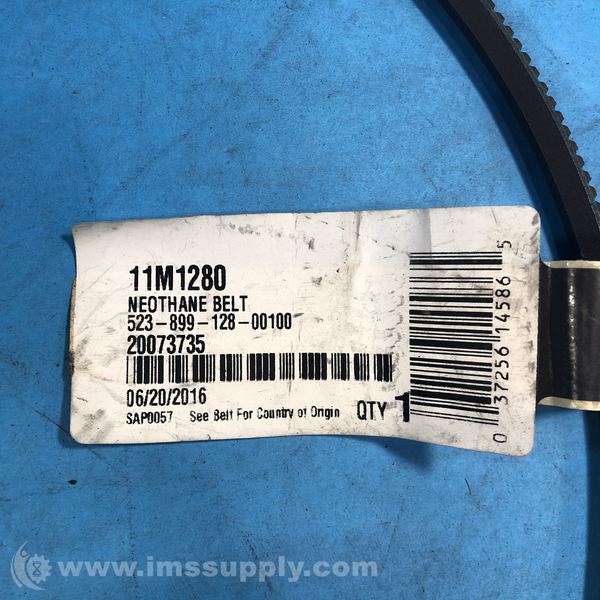 11M1280
NEOTHANE BELT
523-899-128-00100
20073735
06/20/2016
SAP0057 See Belt For Country of Origin QTY 1
0 37256 14586 5
www.imssupply.com